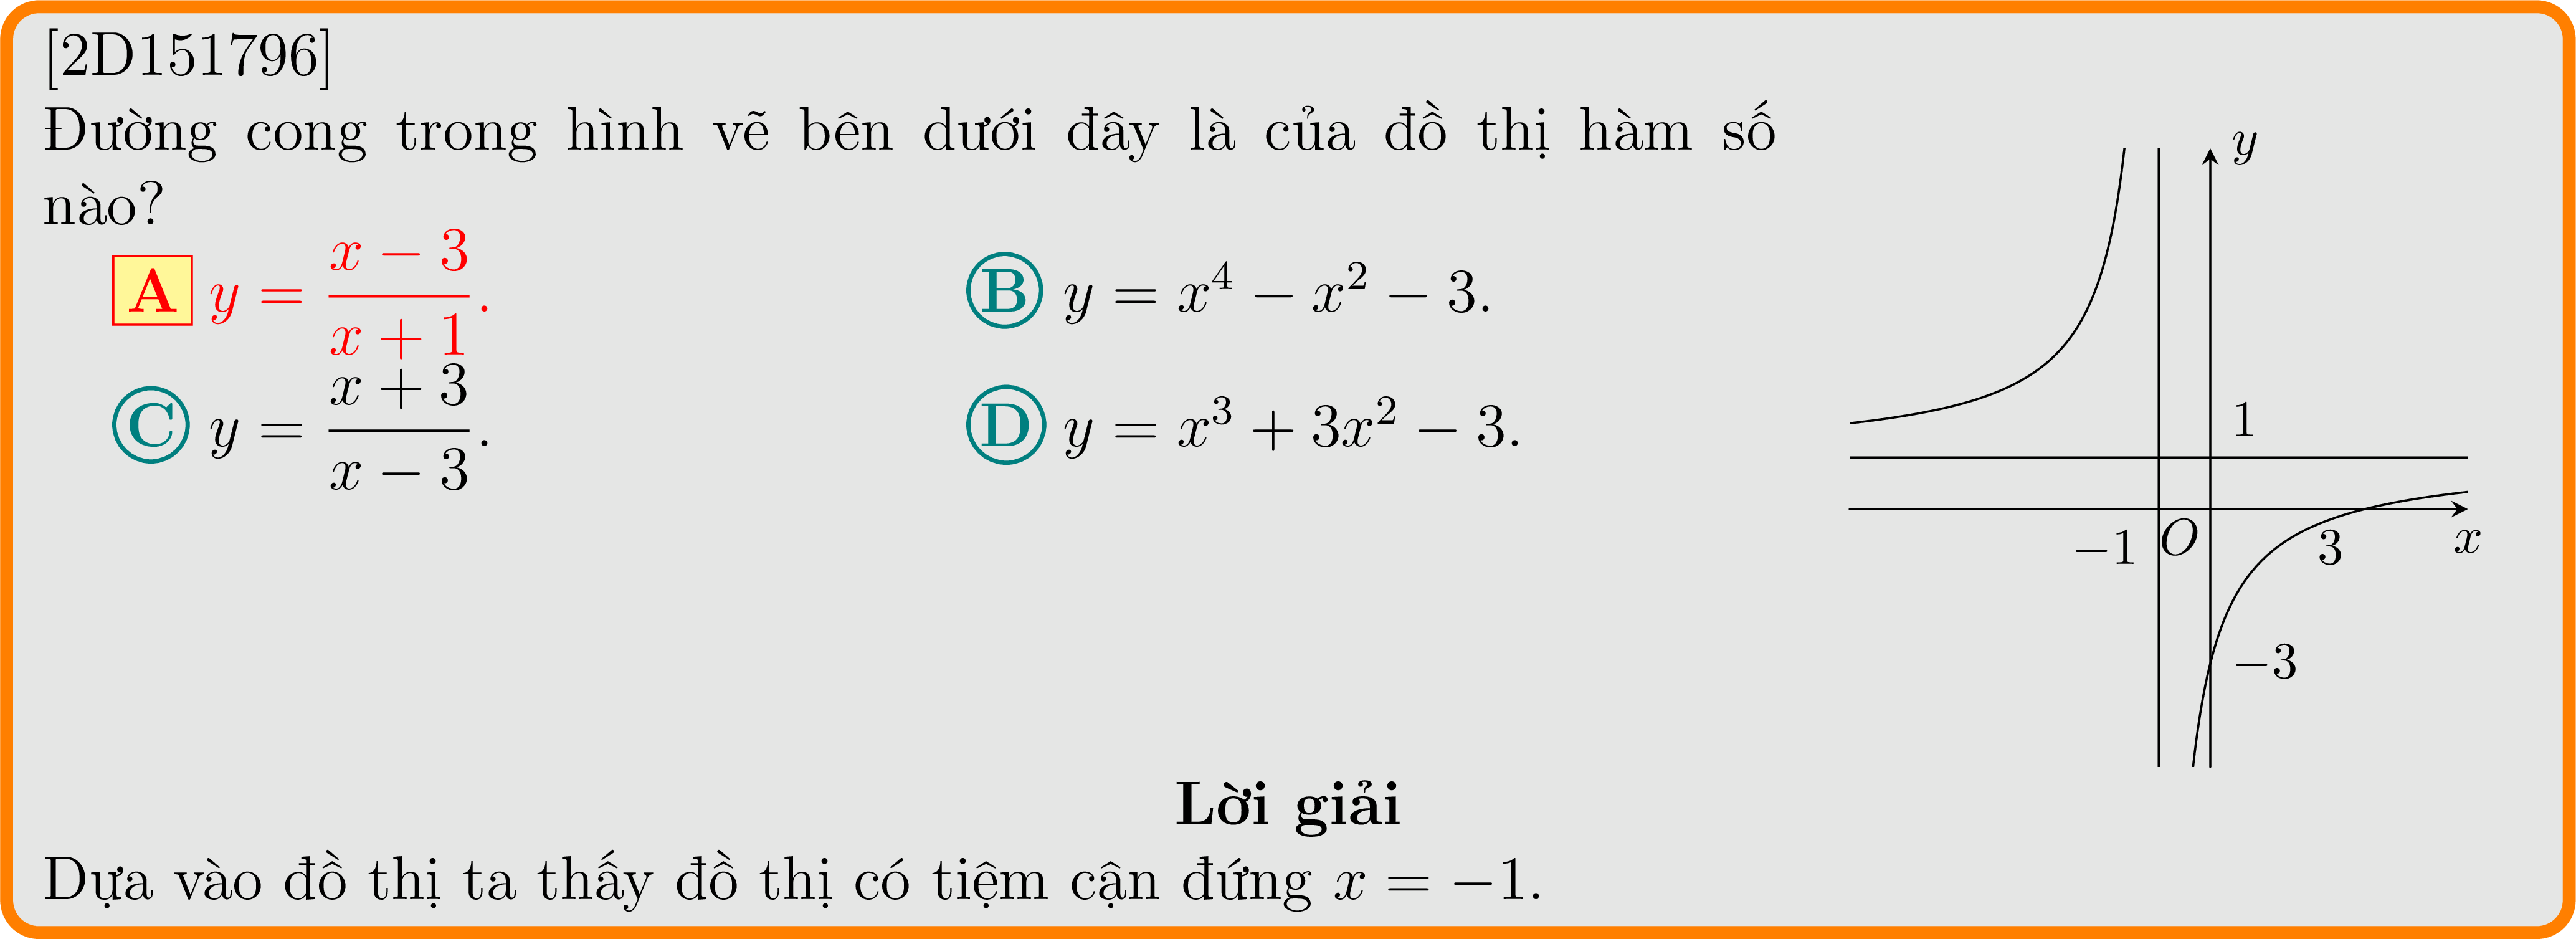 [2D151796]
Đường cong trong hình vẽ bên dưới đây là của đồ thị hàm số
nào?
A y = \frac{x − 3}{x + 1}.
B y = x^4 − x^2 − 3.
C y = \frac{x + 3}{x − 3}.
D y = x^3 + 3x^2 − 3.
y
1
−1
O
3
x
−3
Lời giải
Dựa vào đồ thị ta thấy đồ thị có tiệm cận đứng x = −1.